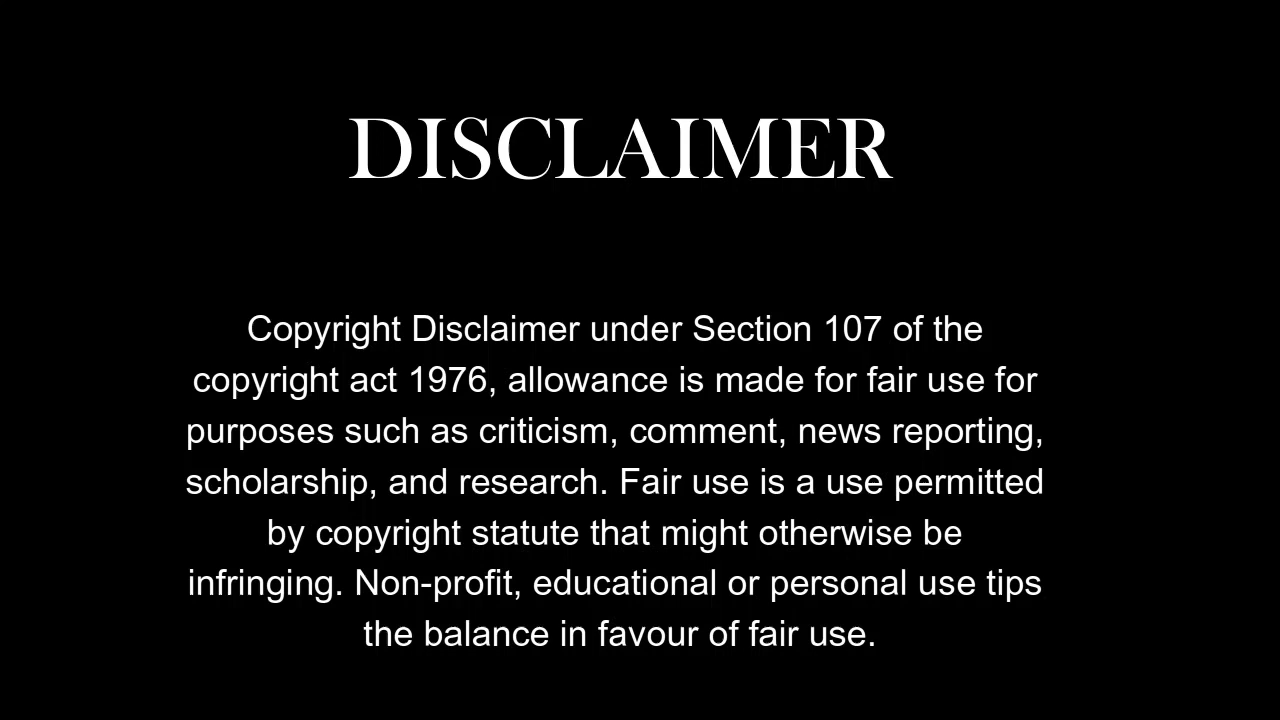 DISCLAIMER
Copyright Disclaimer under Section 107 of the
copyright act 1976, allowance is made for fair use for
purposes such as criticism, comment, news reporting,
scholarship, and research. Fair use is a use permitted
by copyright statute that might otherwise be
infringing. Non-profit, educational or personal use tips
the balance in favour of fair use.